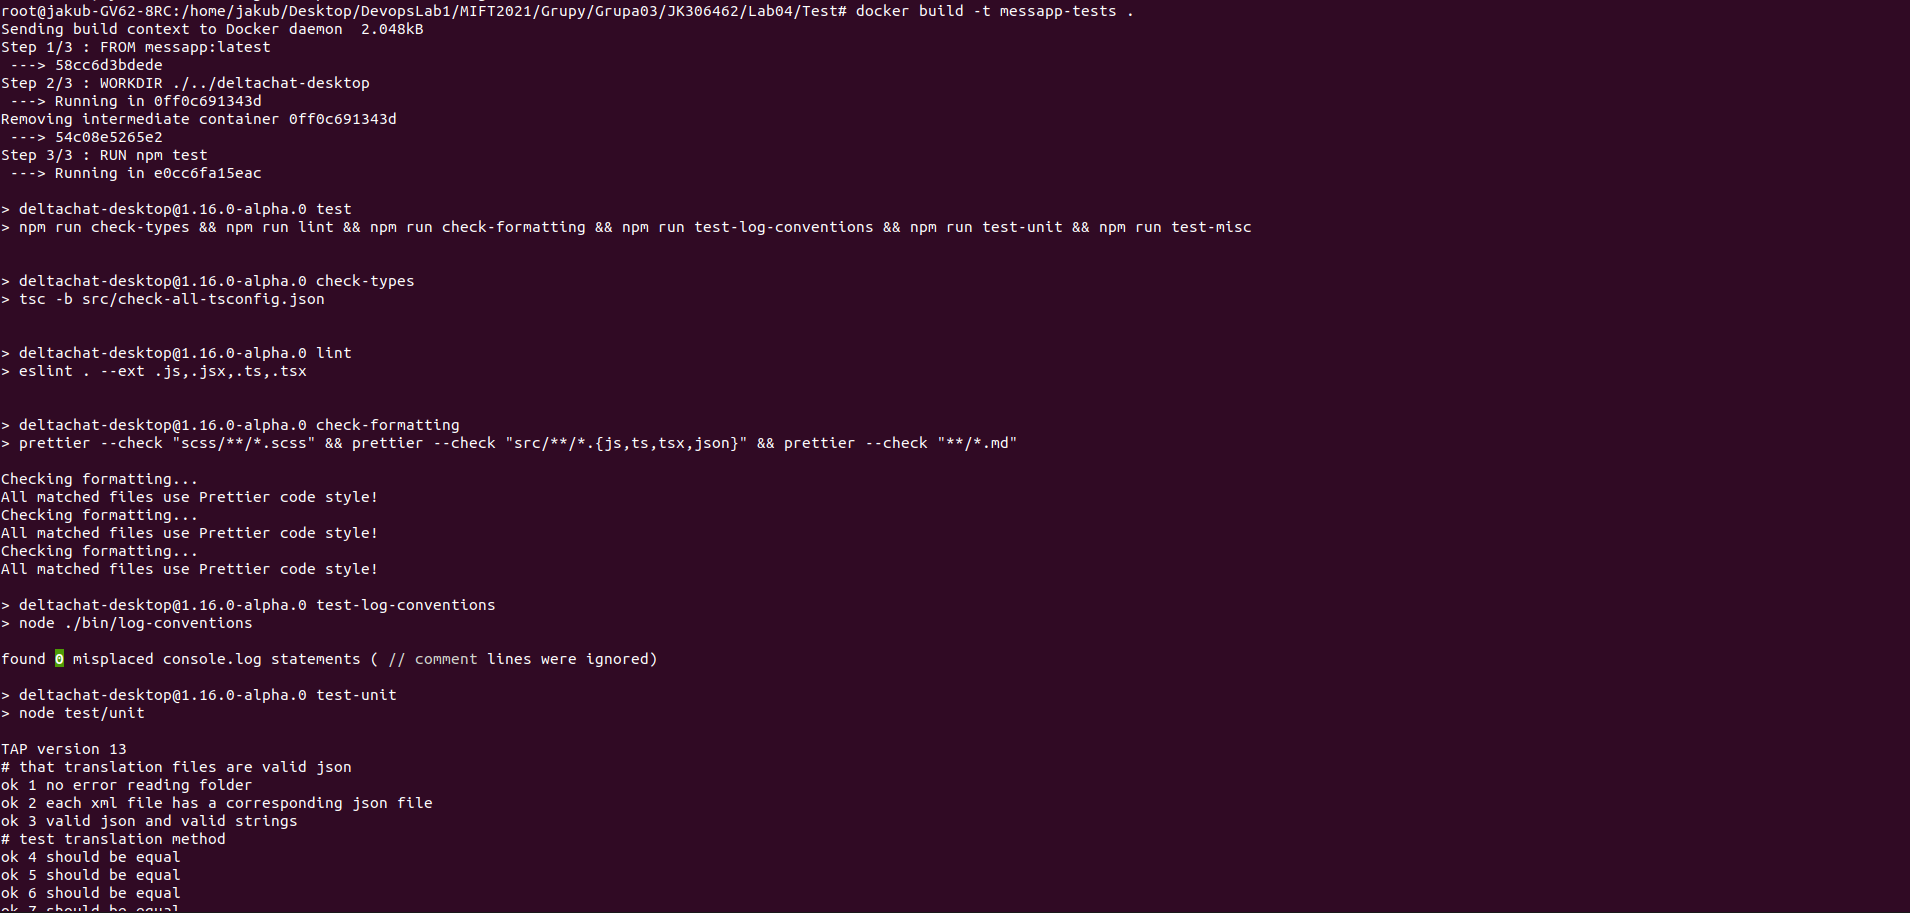 root@jakub-GV62-8RC:/home/jakub/Desktop/DevopsLab1/MIFT2021/Grupy/Grupa03/JK306462/Lab04/Test# docker build -t messapp-tests .
Sending build context to Docker daemon  2.048kB
Step 1/3 : FROM messapp:latest
 ---> 58cc6d3bdede
Step 2/3 : WORKDIR ./../deltachat-desktop
 ---> Running in 0ff0c691343d
Removing intermediate container 0ff0c691343d
 ---> 54c08e5265e2
Step 3/3 : RUN npm test
 ---> Running in e0cc6fa15eac
> deltachat-desktop@1.16.0-alpha.0 test
> npm run check-types && npm run lint && npm run check-formatting && npm run test-log-conventions && npm run test-unit && npm run test-misc
> deltachat-desktop@1.16.0-alpha.0 check-types
> tsc -b src/check-all-tsconfig.json
> deltachat-desktop@1.16.0-alpha.0 lint
> eslint . --ext .js,.jsx,.ts,.tsx
> deltachat-desktop@1.16.0-alpha.0 check-formatting
> prettier --check "scss/**/*.scss" && prettier --check "src/**/*.{js,ts,tsx,json}" && prettier --check "**/*.md"
Checking formatting...
All matched files use Prettier code style!
Checking formatting...
All matched files use Prettier code style!
Checking formatting...
All matched files use Prettier code style!
> deltachat-desktop@1.16.0-alpha.0 test-log-conventions
> node ./bin/log-conventions
found 0 misplaced console.log statements ( // comment lines were ignored)
> deltachat-desktop@1.16.0-alpha.0 test-unit
> node test/unit
TAP version 13
# that translation files are valid json
ok 1 no error reading folder
ok 2 each xml file has a corresponding json file
ok 3 valid json and valid strings
# test translation method
ok 4 should be equal
ok 5 should be equal
ok 6 should be equal
ok 7 should be equal